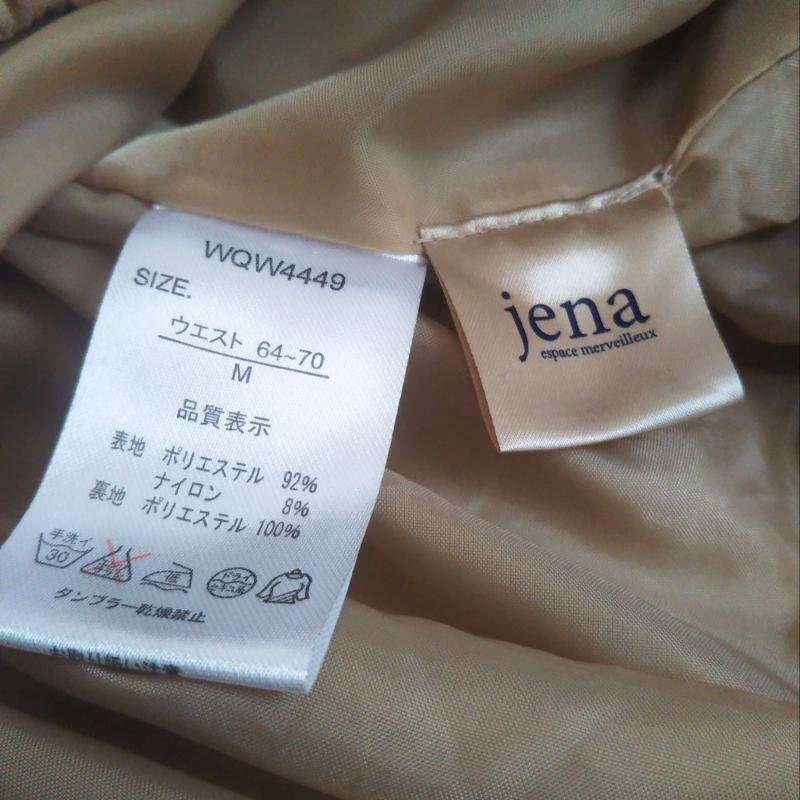 WQW4449
SIZE.
ウエスト 64~70
M
品質表示
表地 ポリエステル 92%
ナイロン 8%
裏地 ポリエステル 100%
手洗イ
30
低
ドライ
タンブラー乾燥禁止
jena
espace merveilleux